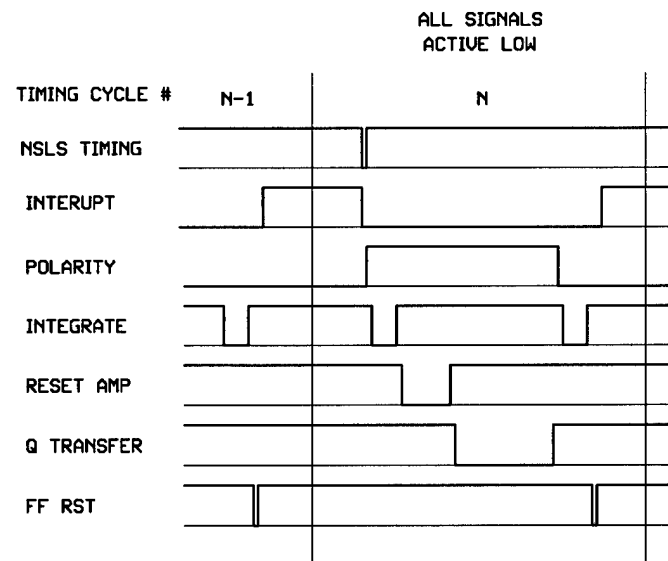 ALL SIGNALS
ACTIVE LOW
TIMING CYCLE # N-1 N
NSLS TIMING
INTERUPT
POLARITY
INTEGRATE
RESET AMP
Q TRANSFER
FF RST